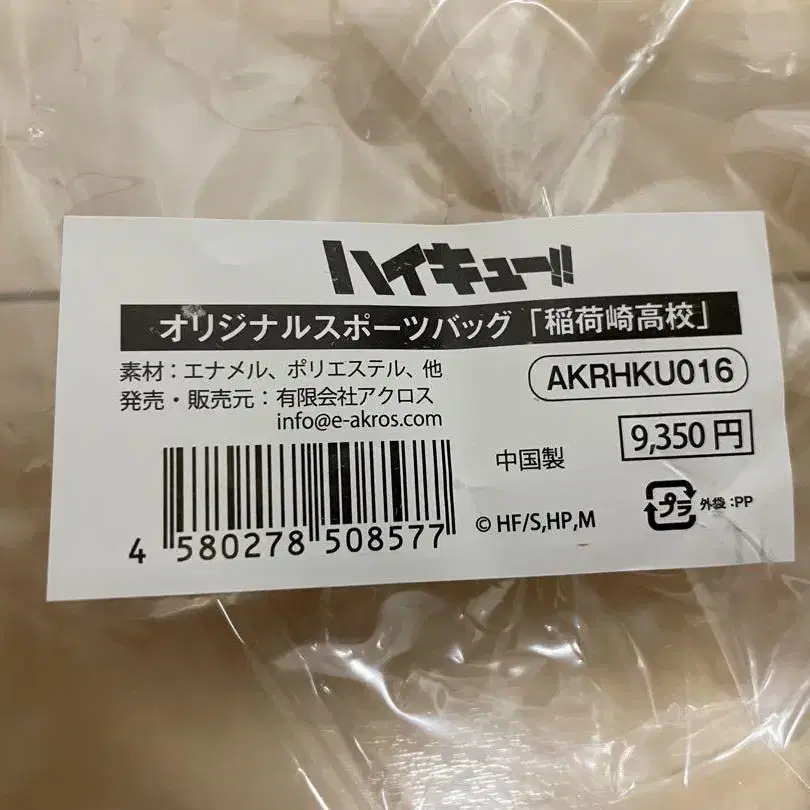 ハイキュー!!
オリジナルスポーツバッグ「稲荷崎高校」
素材：エナメル、ポリエステル、他
発売・販売元：有限会社アクロス
info@e-akros.com
AKRHKU016
9,350 円
中国製
4 580278 508577
© HF/S,HP,M
プラ 外袋：PP